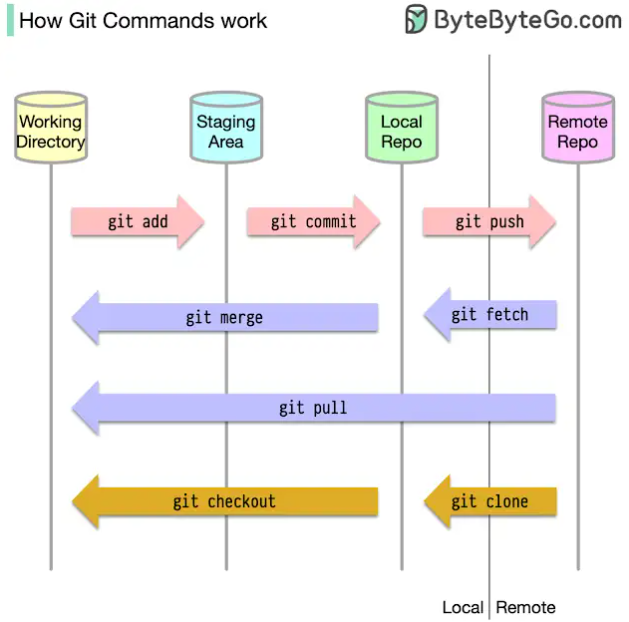 How Git Commands work
ByteByteGo.com
Working
Directory
Staging
Area
Local
Repo
Remote
Repo
git add
git commit
git push
git merge
git fetch
git pull
git checkout
git clone
Local
Remote